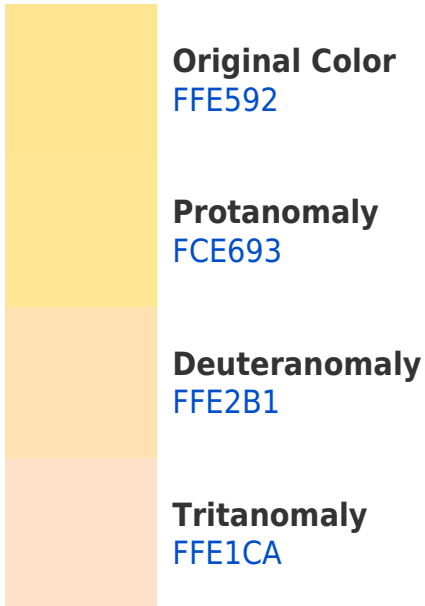 Original Color
FFE592
Protanomaly
FCE693
Deuteranomaly
FFE2B1
Tritanomaly
FFE1CA